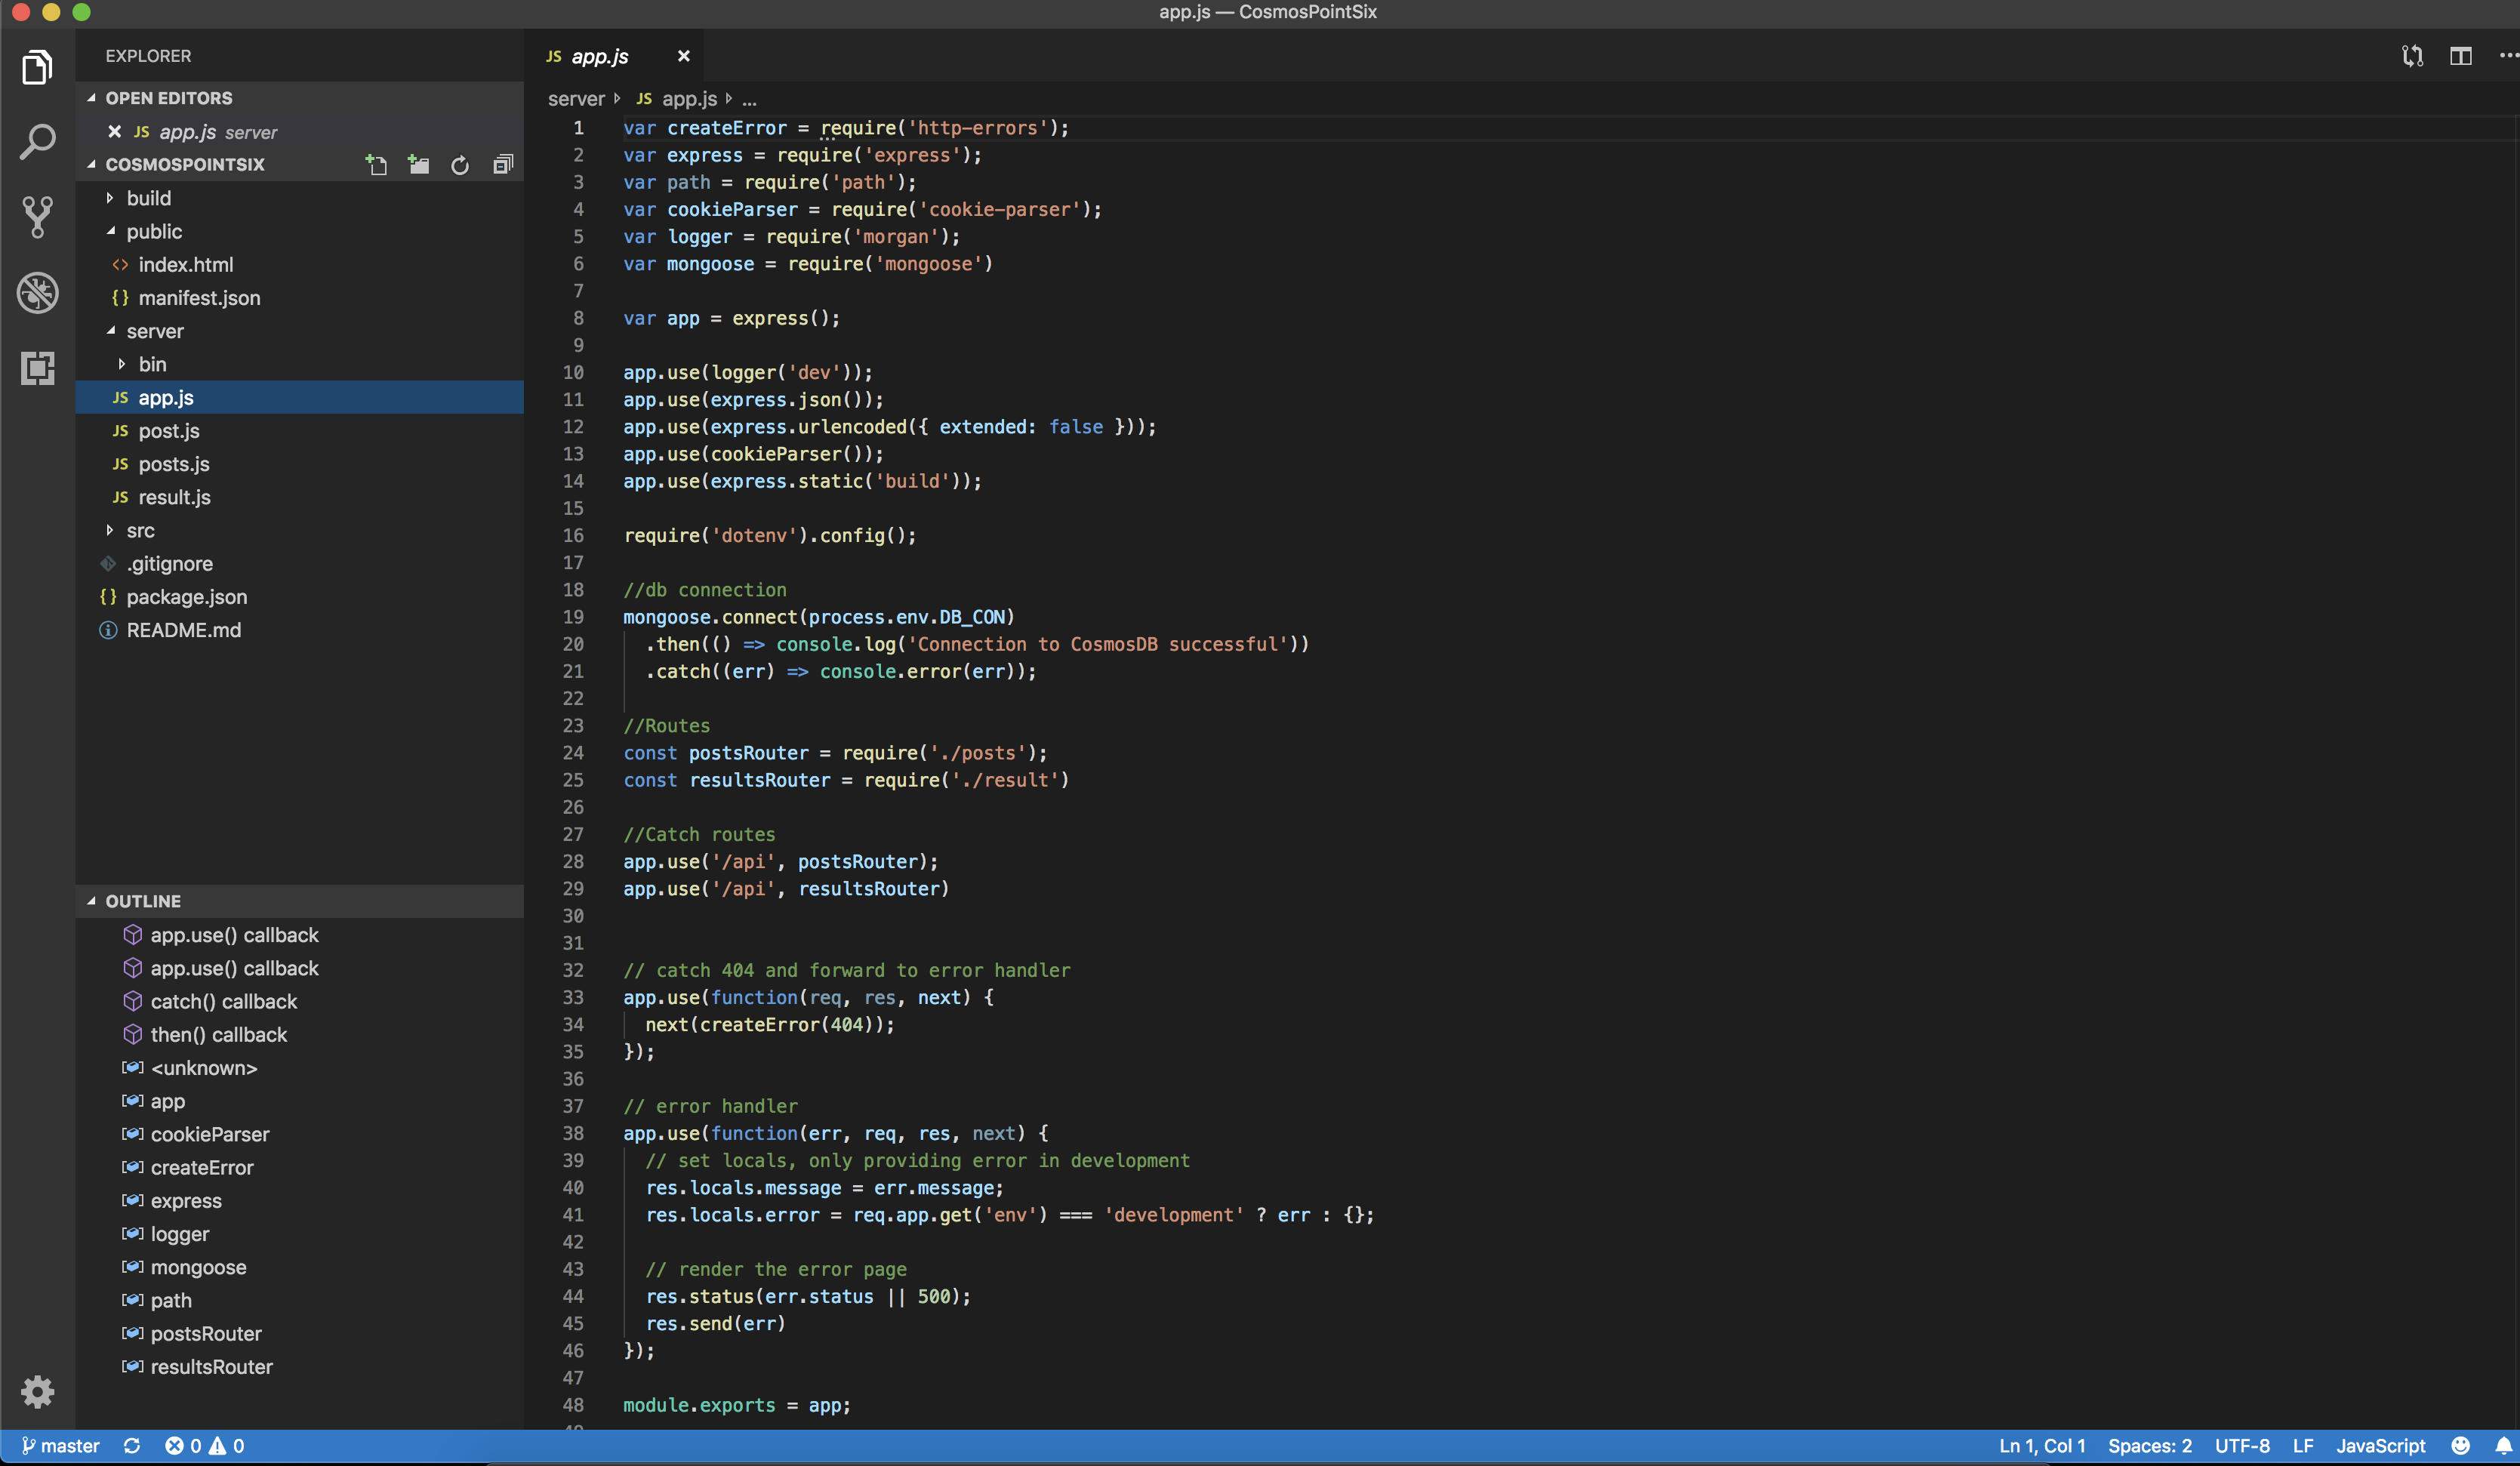 app.js — CosmosPointSix
EXPLORER
OPEN EDITORS
JS app.js server
COSMOSPOINTSIX
build
public
<> index.html
{} manifest.json
server
bin
JS app.js
JS post.js
JS posts.js
JS result.js
src
.gitignore
{} package.json
README.md
OUTLINE
app.use() callback
app.use() callback
catch() callback
then() callback
<unknown>
app
cookieParser
createError
express
logger
mongoose
path
postsRouter
resultsRouter
JS app.js
server JS app.js ...
1 var createError = require('http-errors');
2 var express = require('express');
3 var path = require('path');
4 var cookieParser = require('cookie-parser');
5 var logger = require('morgan');
6 var mongoose = require('mongoose')
7
8 var app = express();
9
10 app.use(logger('dev'));
11 app.use(express.json());
12 app.use(express.urlencoded({ extended: false }));
13 app.use(cookieParser());
14 app.use(express.static('build'));
15
16 require('dotenv').config();
17
18 //db connection
19 mongoose.connect(process.env.DB_CON)
20 .then(() => console.log('Connection to CosmosDB successful'))
21 .catch((err) => console.error(err));
22
23 //Routes
24 const postsRouter = require('./posts');
25 const resultsRouter = require('./result')
26
27 //Catch routes
28 app.use('/api', postsRouter);
29 app.use('/api', resultsRouter)
30
31
32 // catch 404 and forward to error handler
33 app.use(function(req, res, next) {
34 next(createError(404));
35 });
36
37 // error handler
38 app.use(function(err, req, res, next) {
39 // set locals, only providing error in development
40 res.locals.message = err.message;
41 res.locals.error = req.app.get('env') === 'development' ? err : {};
42
43 // render the error page
44 res.status(err.status || 500);
45 res.send(err)
46 });
47
48 module.exports = app;
master 0 0 Ln 1, Col 1 Spaces: 2 UTF-8 LF JavaScript